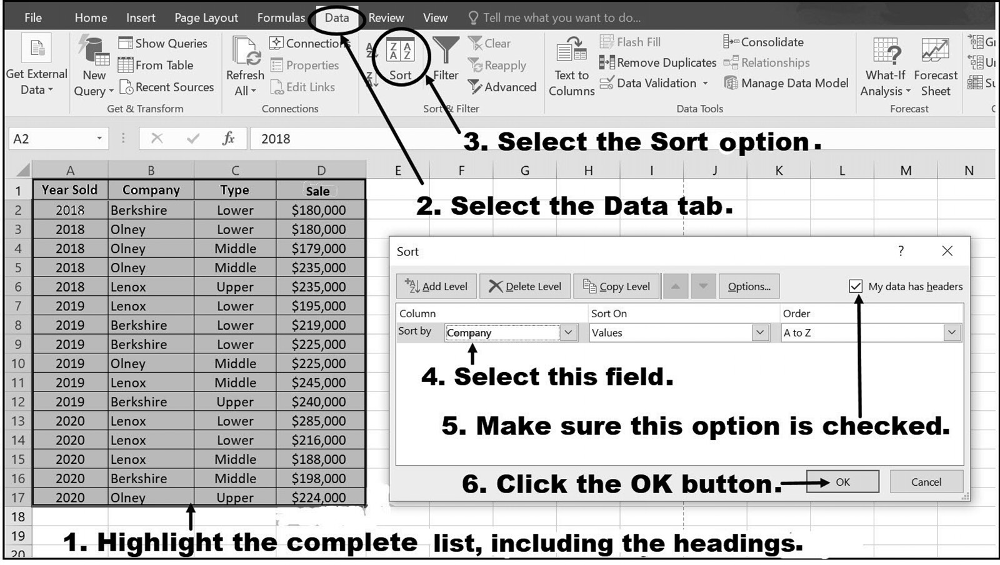 File Home Insert Page Layout Formulas Data Review View Tell me what you want to do...
Get External Data
New Query
Show Queries
From Table
Recent Sources
Get & Transform
Refresh All
Connections
Properties
Edit Links
Connections
Sort
Filter
Clear
Reapply
Advanced
Sort & Filter
Text to Columns
Flash Fill
Remove Duplicates
Data Validation
Consolidate
Relationships
Manage Data Model
Data Tools
What-If Analysis
Forecast Sheet
Forecast
A2 fx 2018
3. Select the Sort option.
A B C D E F G H I J K L M N
1 Year Sold Company Type Sale
2 2018 Berkshire Lower $180,000
3 2018 Olney Lower $180,000
4 2018 Olney Middle $179,000
5 2018 Olney Middle $235,000
6 2018 Lenox Upper $235,000
7 2019 Lenox Lower $195,000
8 2019 Berkshire Lower $219,000
9 2019 Berkshire Lower $225,000
10 2019 Olney Middle $225,000
11 2019 Lenox Middle $245,000
12 2019 Berkshire Upper $240,000
13 2020 Lenox Lower $285,000
14 2020 Lenox Lower $216,000
15 2020 Lenox Middle $188,000
16 2020 Berkshire Middle $198,000
17 2020 Olney Upper $224,000
18
19
20
2. Select the Data tab.
Sort ?
Add Level Delete Level Copy Level Options... My data has headers
Column Sort On Order
Sort by Company Values A to Z
4. Select this field.
5. Make sure this option is checked.
6. Click the OK button. OK Cancel
1. Highlight the complete list, including the headings.